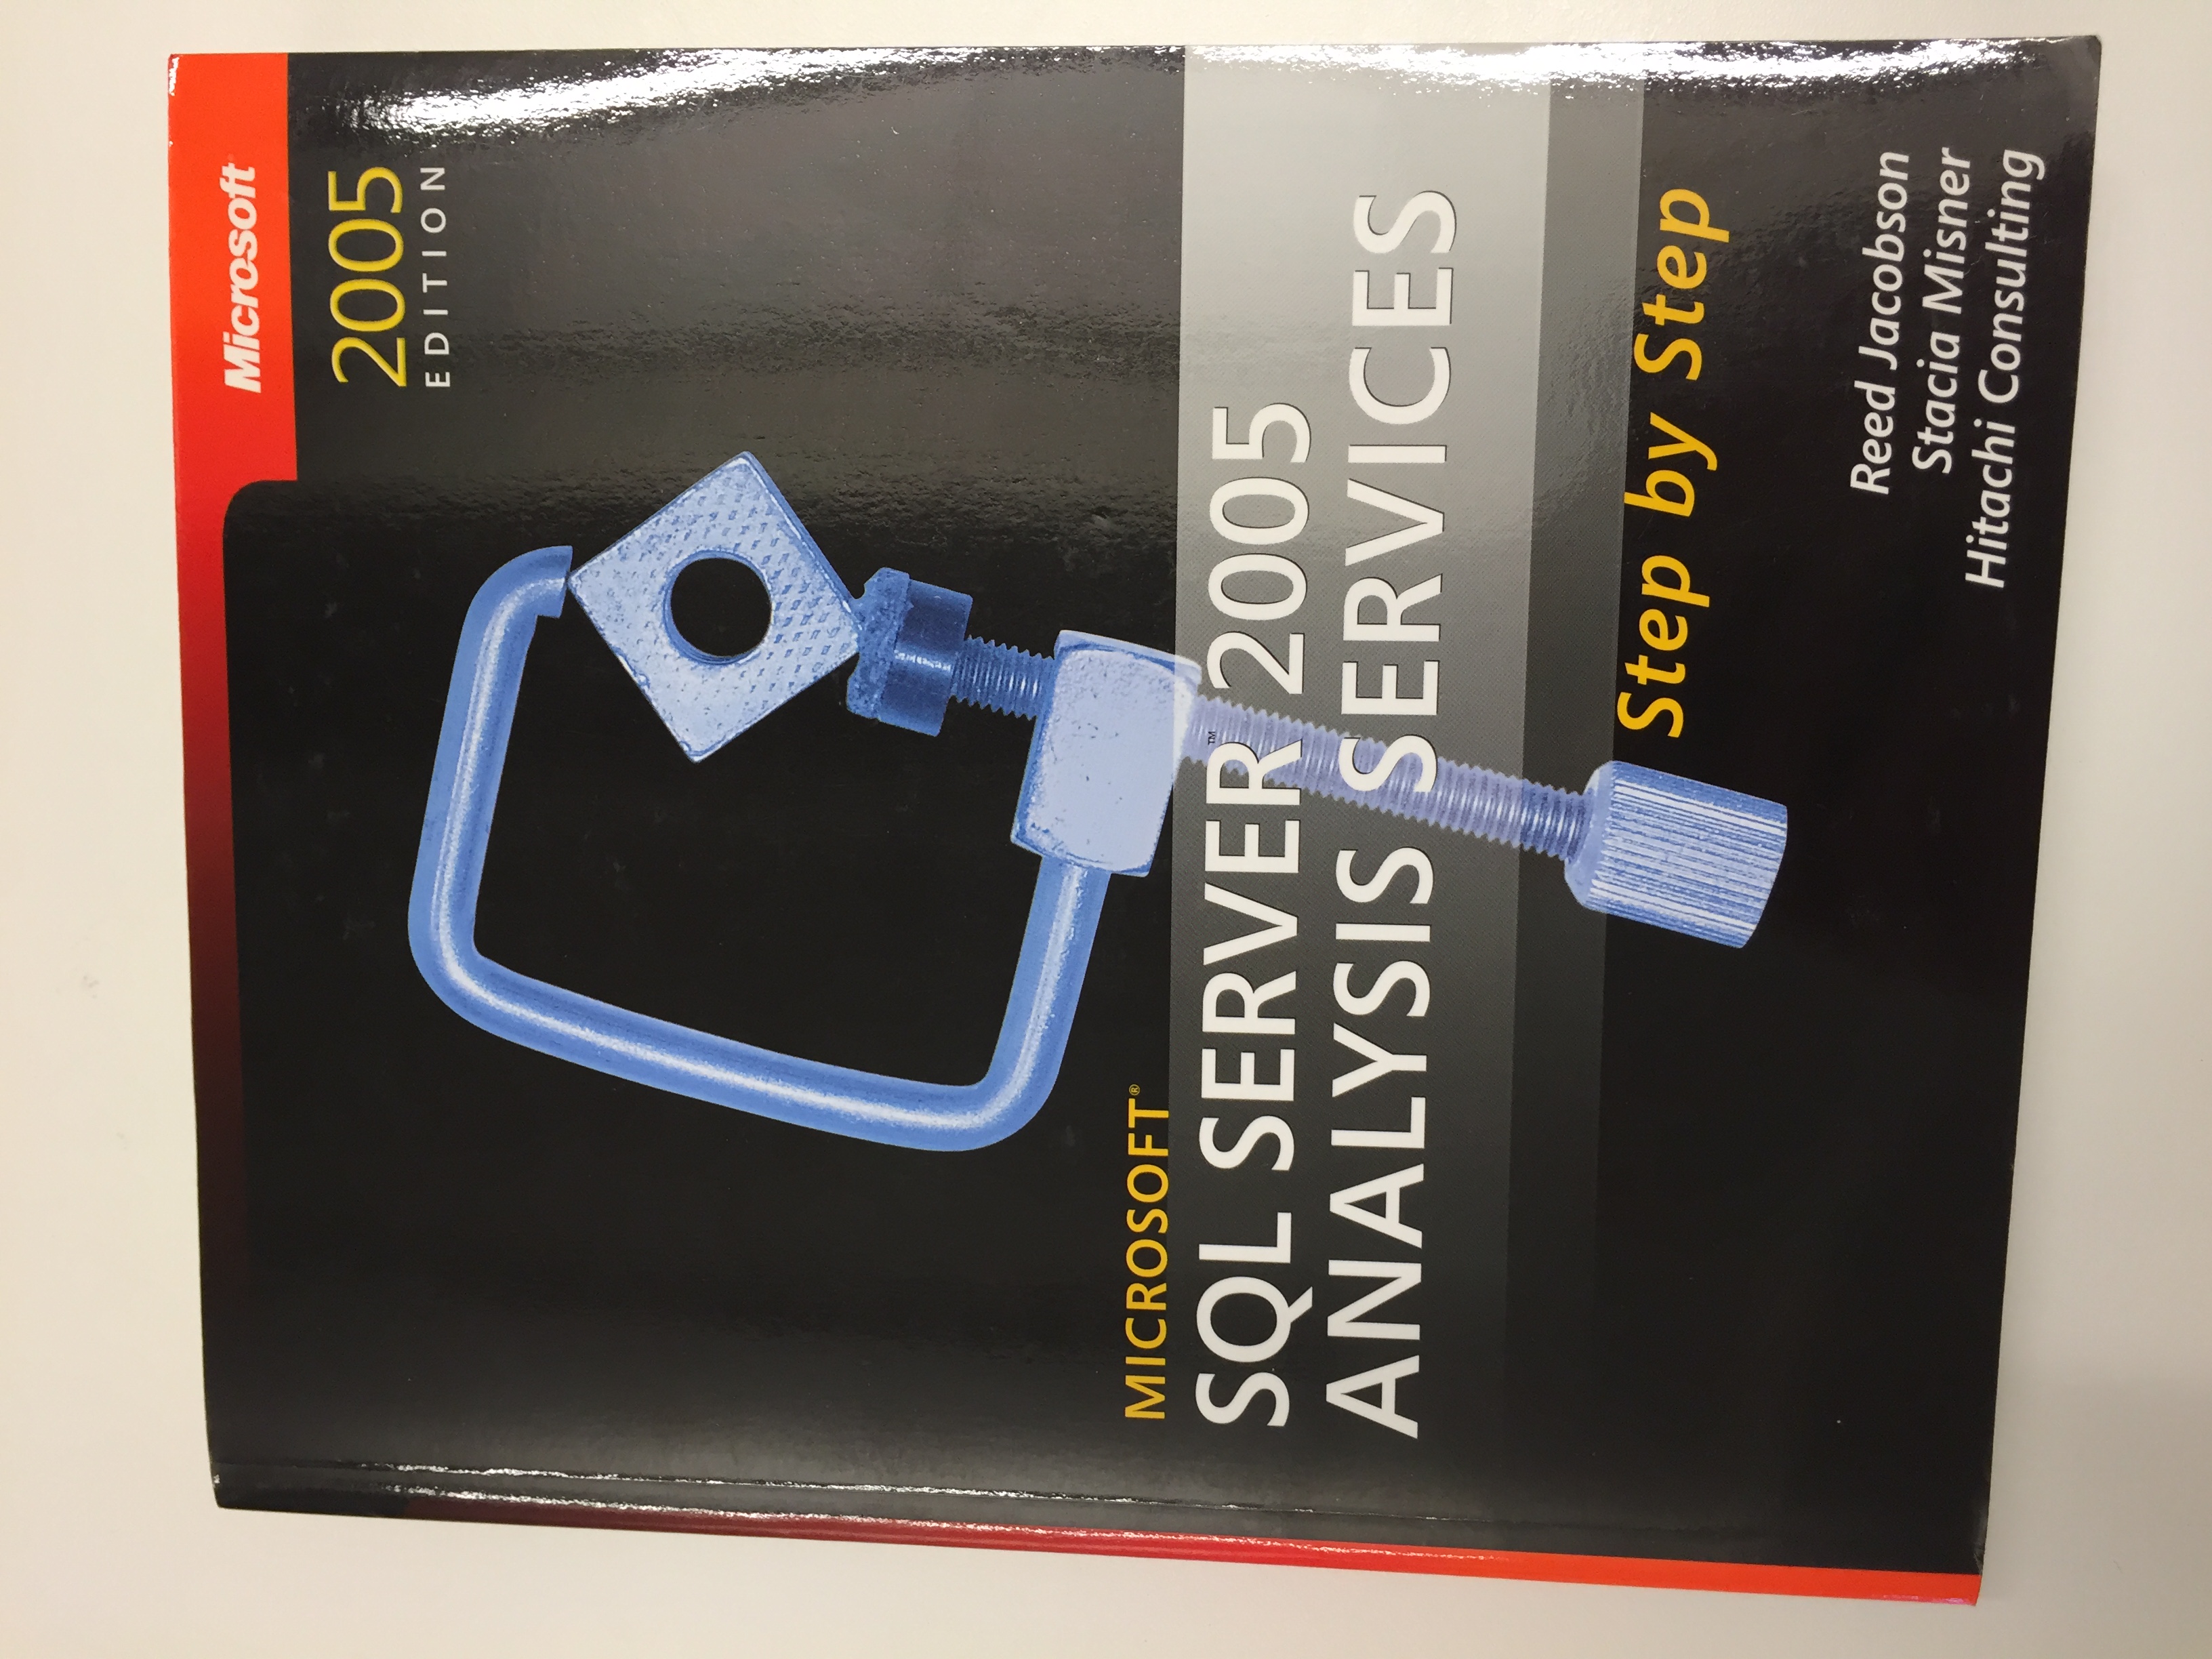 Microsoft
2005
EDITION
MICROSOFT®
SQL SERVER™ 2005
ANALYSIS SERVICES
Step by Step
Reed Jacobson
Stacia Misner
Hitachi Consulting